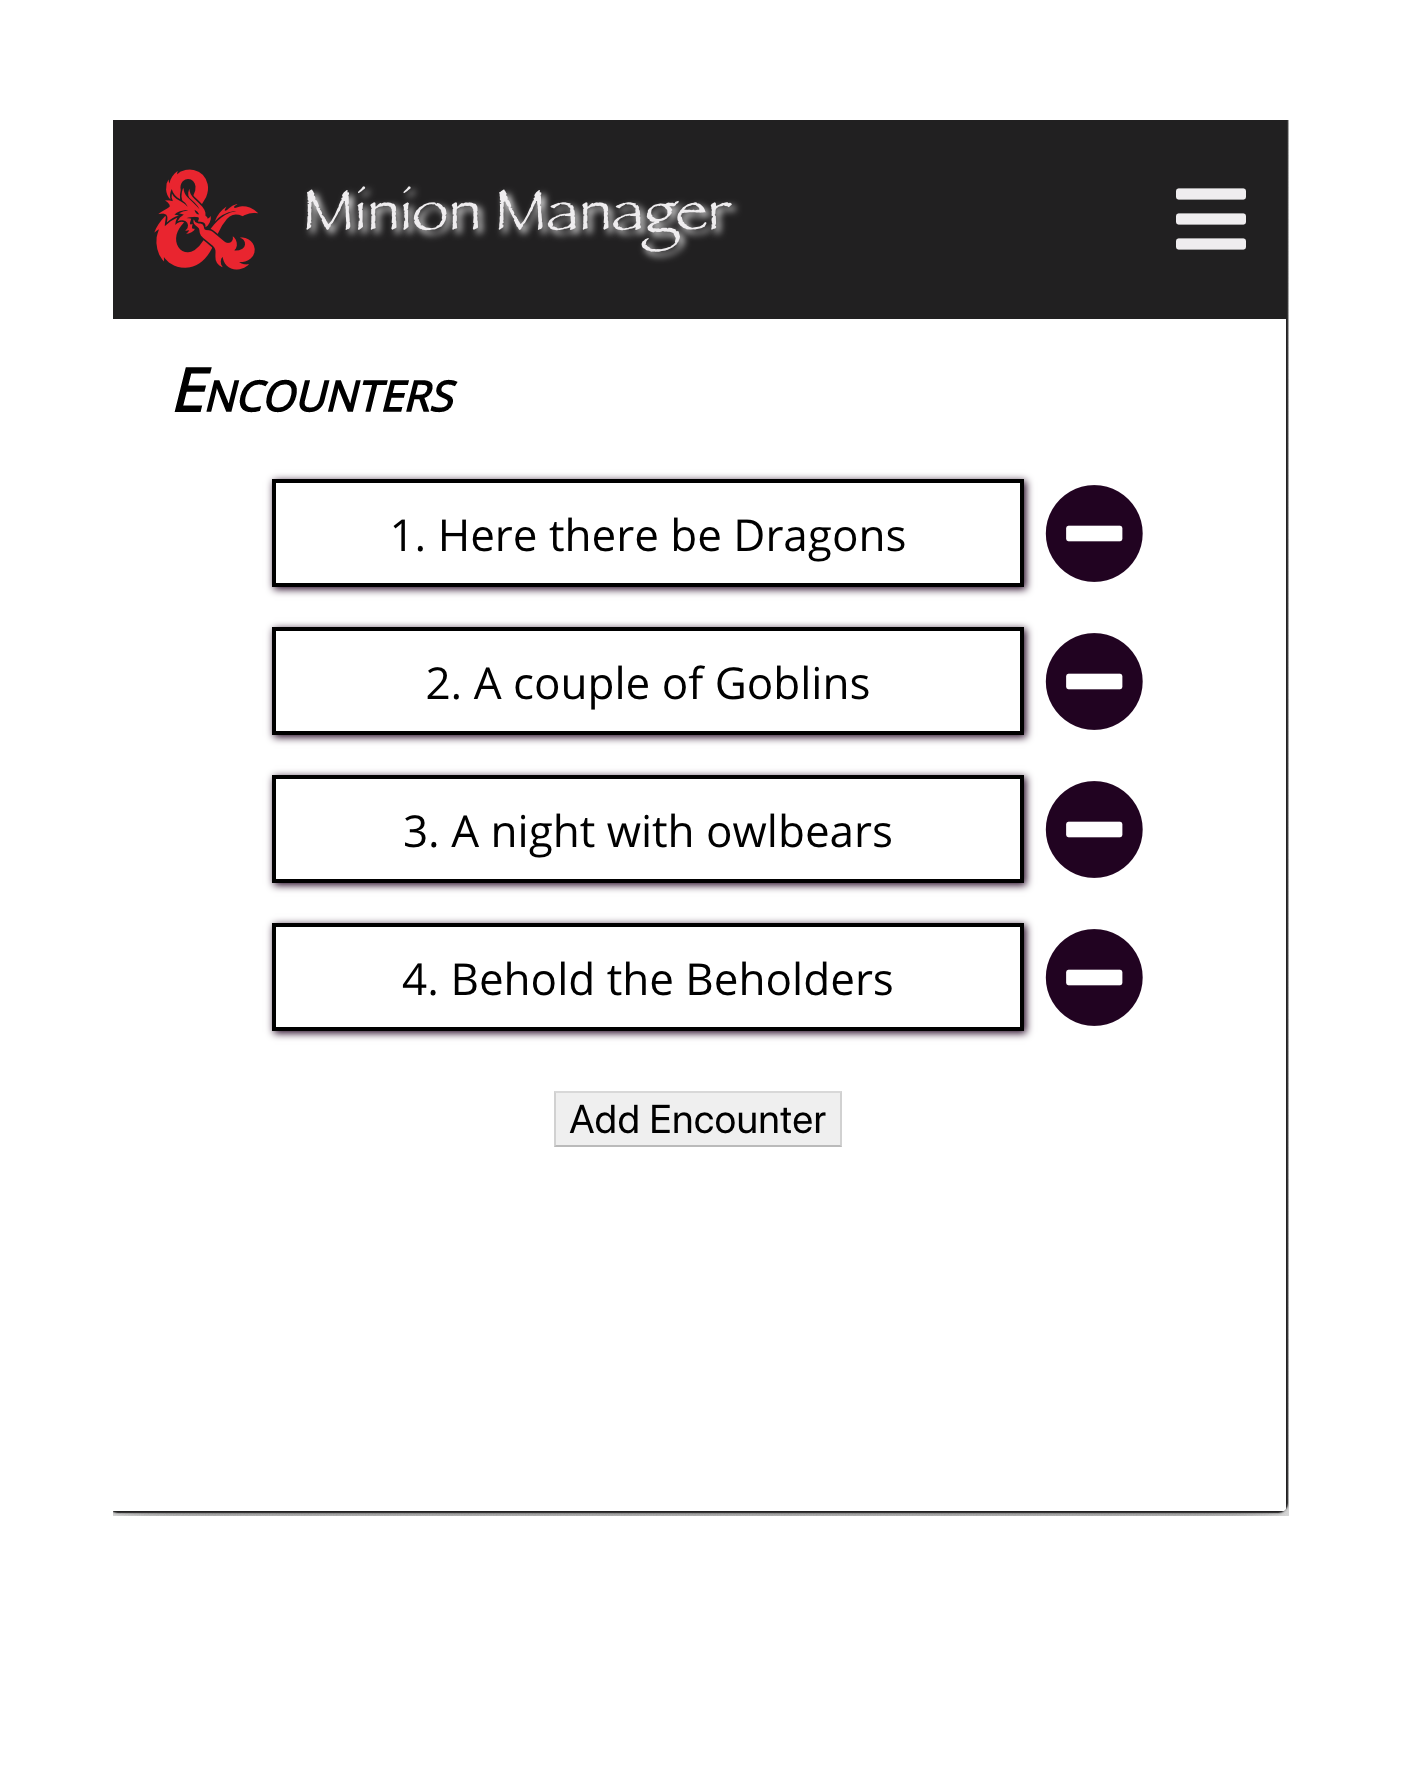 Minion Manager
Encounters
1. Here there be Dragons
2. A couple of Goblins
3. A night with owlbears
4. Behold the Beholders
Add Encounter